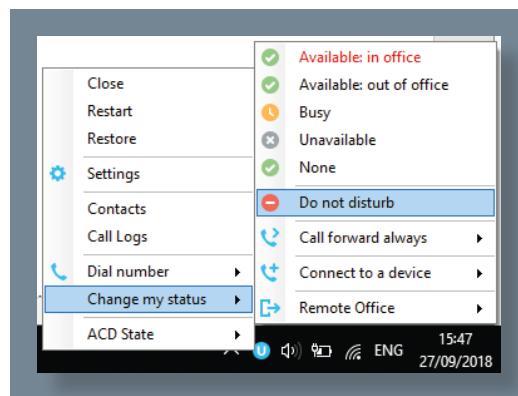 Close
Restart
Restore
Settings
Contacts
Call Logs
Dial number
Change my status
ACD State
Available: in office
Available: out of office
Busy
Unavailable
None
Do not disturb
Call forward always
Connect to a device
Remote Office
U
ENG
15:47
27/09/2018